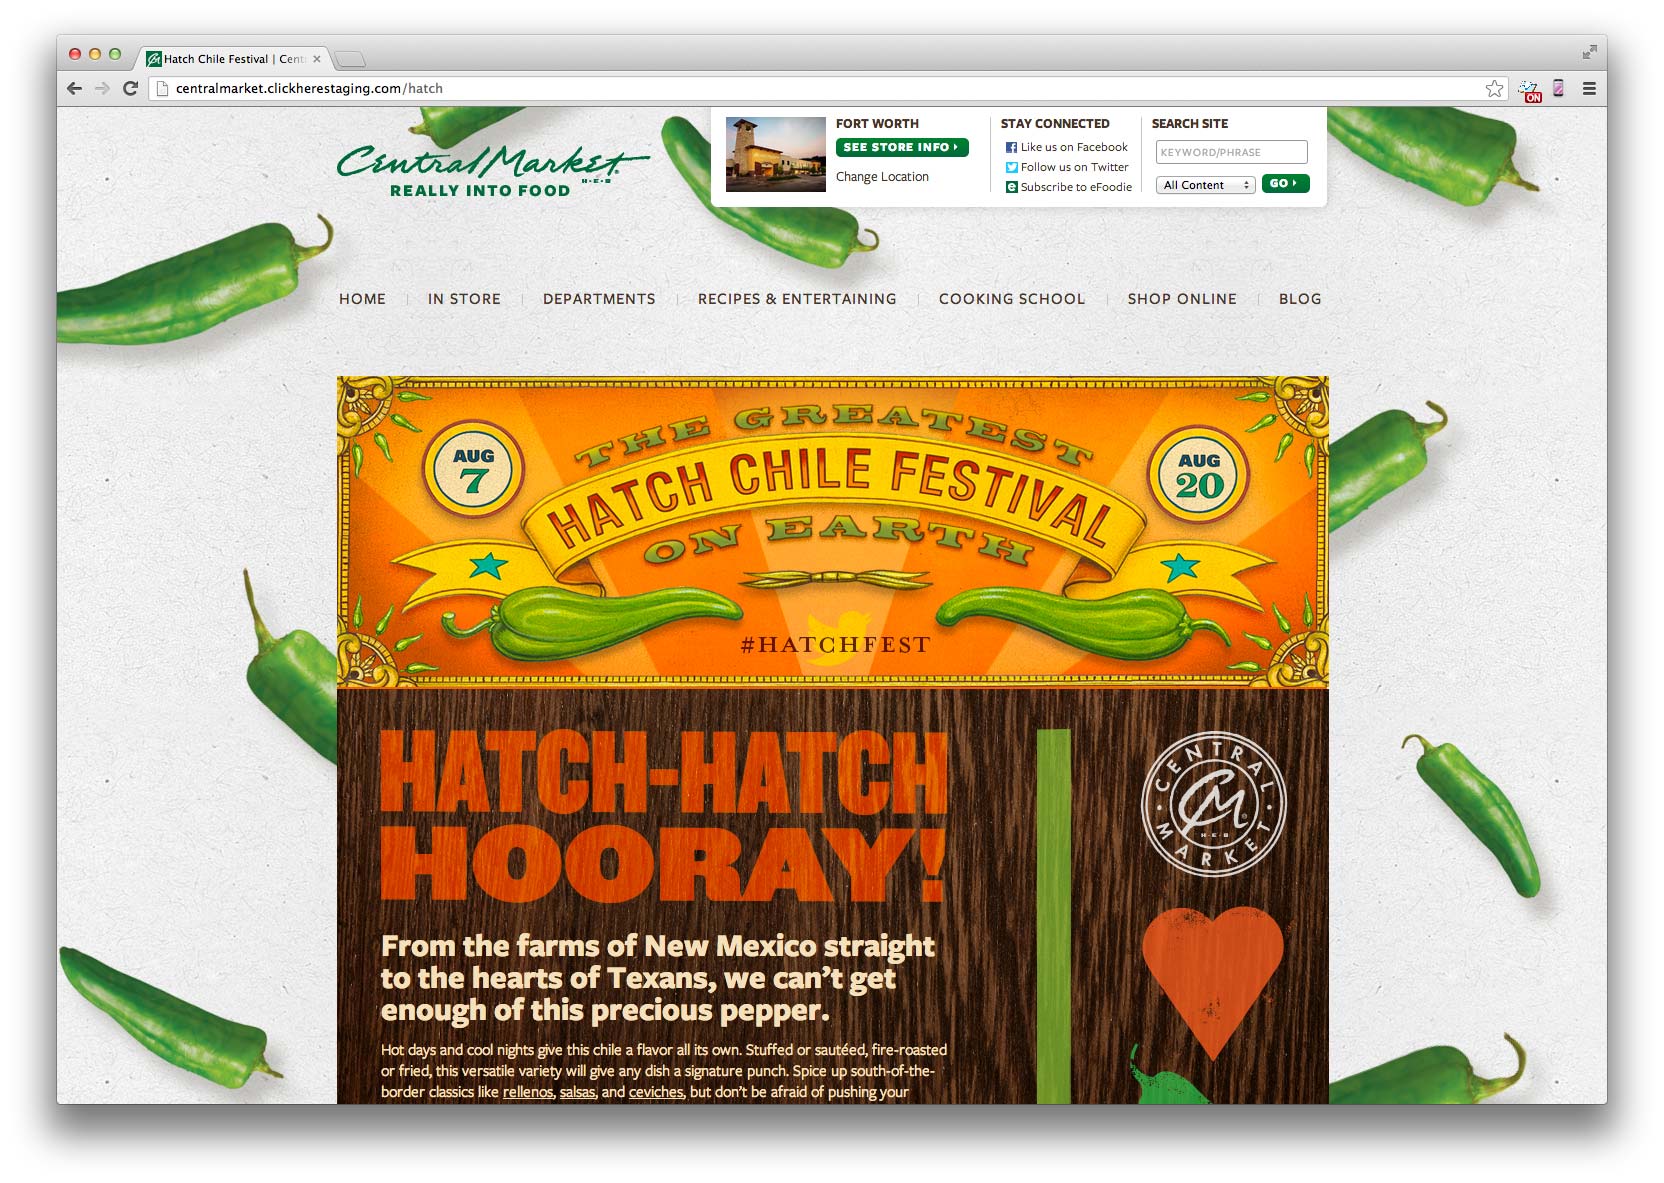 Hatch Chile Festival | Cent
centralmarket.clickherestaging.com/hatch
ON
Central Market
H-E-B
REALLY INTO FOOD
FORT WORTH
SEE STORE INFO
Change Location
STAY CONNECTED
Like us on Facebook
Follow us on Twitter
Subscribe to eFoodie
SEARCH SITE
KEYWORD/PHRASE
All Content
GO
HOME
IN STORE
DEPARTMENTS
RECIPES & ENTERTAINING
COOKING SCHOOL
SHOP ONLINE
BLOG
AUG
7
THE GREATEST
HATCH CHILE FESTIVAL
ON EARTH
AUG
20
#HATCHFEST
HATCH-HATCH
HOORAY!
From the farms of New Mexico straight
to the hearts of Texans, we can't get
enough of this precious pepper.
Hot days and cool nights give this chile a flavor all its own. Stuffed or sautéed, fire-roasted
or fried, this versatile variety will give any dish a signature punch. Spice up south-of-the-
border classics like rellenos, salsas, and ceviches, but don't be afraid of pushing your
CENTRAL
CM
H-E-B
MARKET